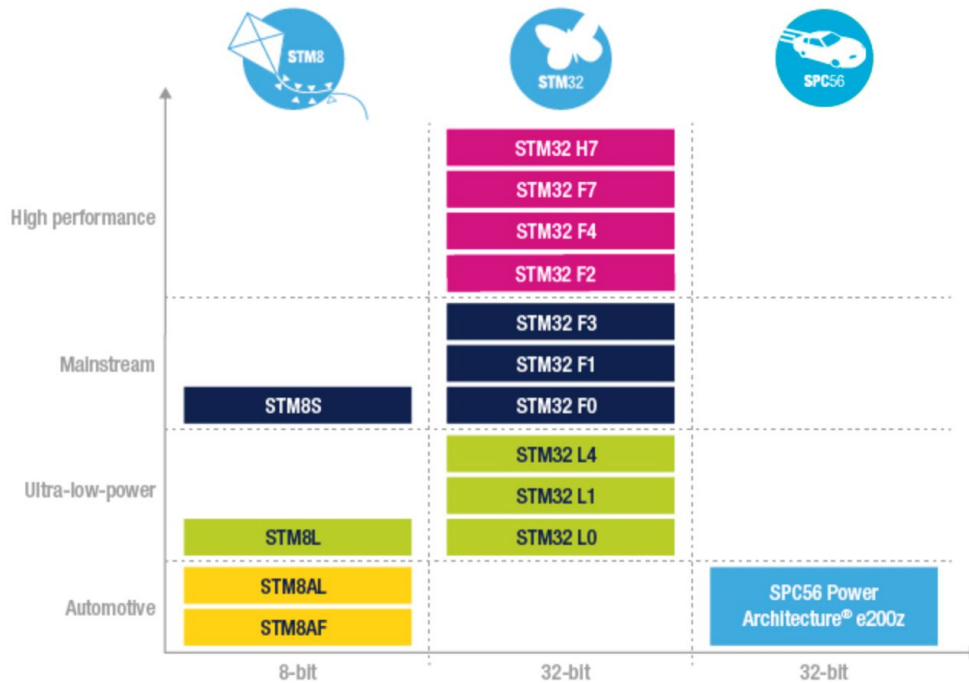 STM8
STM32
SPC56
High performance
STM32 H7
STM32 F7
STM32 F4
STM32 F2
Mainstream
STM8S
STM32 F3
STM32 F1
STM32 F0
Ultra-low-power
STM8L
STM32 L4
STM32 L1
STM32 L0
Automotive
STM8AL
STM8AF
SPC56 Power
Architecture® e200z
8-bit
32-bit
32-bit